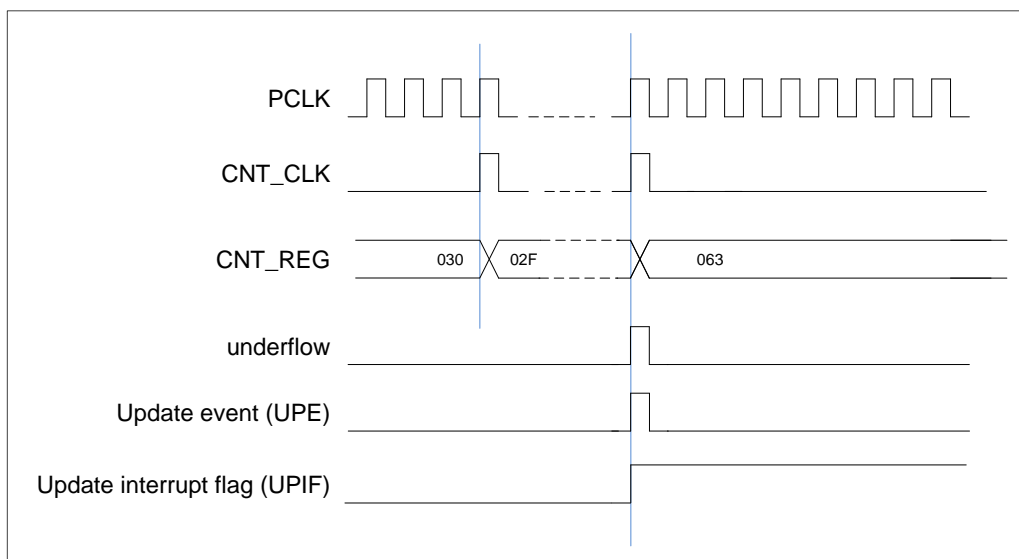 PCLK
CNT_CLK
CNT_REG
030
02F
063
underflow
Update event (UPE)
Update interrupt flag (UPIF)